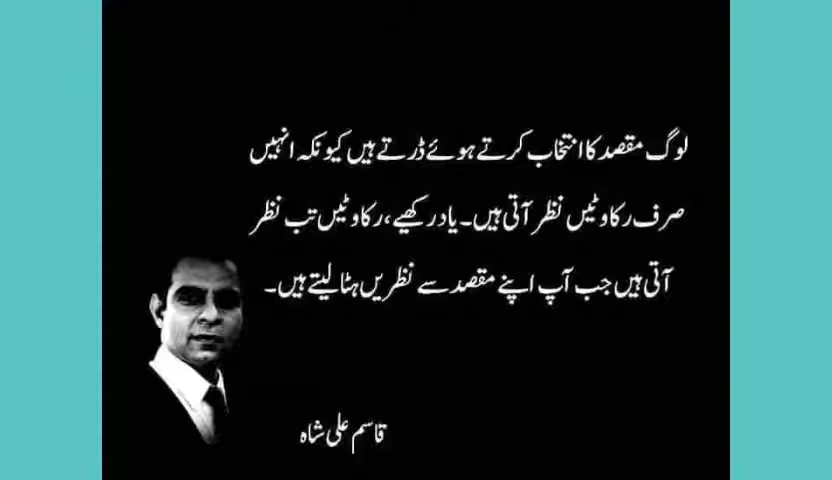 لوگ مقصد کا انتخاب کرتے ہوئے ڈرتے ہیں کیونکہ انہیں
صرف رکاوٹیں نظر آتی ہیں۔ یاد رکھیے، رکاوٹیں تب نظر
آتی ہیں جب آپ اپنے مقصد سے نظریں ہٹا لیتے ہیں۔
قاسم علی شاہ